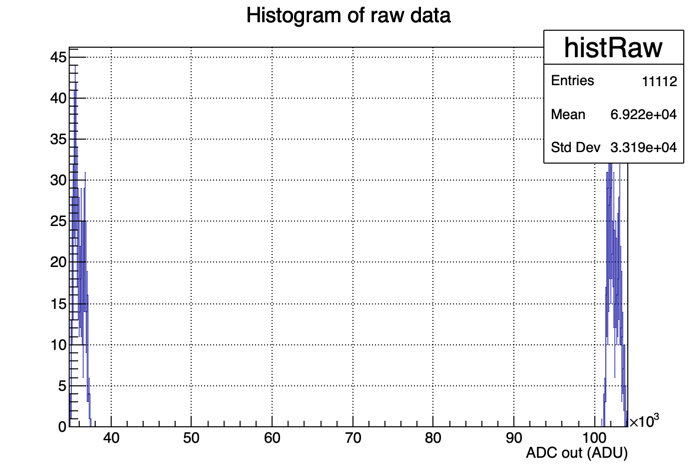 Histogram of raw data
histRaw
Entries 11112
Mean 6.922e+04
Std Dev 3.319e+04
45
40
35
30
25
20
15
10
5
0
40 50 60 70 80 90 100 ×10³
ADC out (ADU)